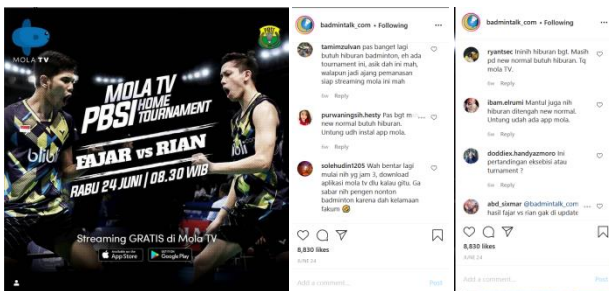 MOLA TV
MOLA TV
PBSI HOME
TOURNAMENT
FAJAR vs RIAN
RABU 24 JUNI | 08.30 WIB
blibli
Streaming GRATIS di Mola TV
App Store
Google Play
badmintalk_com • Following
tamimzulvan pas banget lagi
butuh hiburan badminton, eh ada
tournament ini, asik dah ini mah,
walapun jadi ajang pemanasan
siap streaming mola ini mah
6w Reply
purwaningsih.hesty Pas bgt m
new normal butuh hiburan.
Untung udh instal app mola.
6w Reply
solehudin1205 Wah bentar lagi
mulai nih yg jam 3, download
aplikasi mola tv dlu kalau gitu. Ga
sabar nih pengen nonton
badminton karena dah kelamaan
fakum
8,830 likes
JUNE 24
Add a comment... Post
badmintalk_com • Following
ryantsec Ininih hiburan bgt. Masih
pd new normal butuh hiburan. Tq
mola TV.
6w Reply
ibam.elrumi Mantul juga nih
hiburan ditengah new normal.
Untung udah ada app mola.
6w Reply
doddiex.handyazmoro Ini
pertandingan eksebisi atau
turnament ?
6w Reply
abd_sixmar @badmintalk_com
hasil fajar vs rian gak di update
8,830 likes
JUNE 24
Add a comment... Post